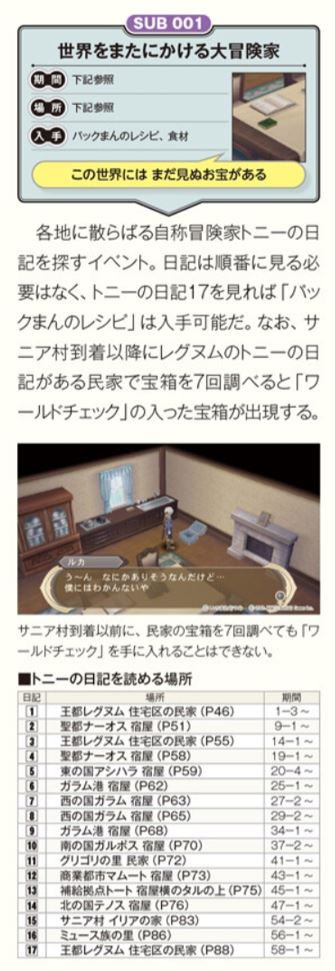 SUB 001
世界をまたにかける大冒険家
期間 下記参照
場所 下記参照
入手 パックまんのレシピ、食材
この世界には まだ見ぬお宝がある
各地に散らばる自称冒険家トニーの日
記を探すイベント。日記は順番に見る必
要はなく、トニーの日記17を見れば「パッ
クまんのレシピ」は入手可能だ。なお、サ
ニア村到着以降にレグヌムのトニーの日
記がある民家で宝箱を7回調べると「ワ
ールドチェック」の入った宝箱が出現する。
ルカ
う〜ん なにかありそうなんだけど…
僕にはわかんないや
サニア村到着以前に、民家の宝箱を7回調べても「ワ
ールドチェック」を手に入れることはできない。
■トニーの日記を読める場所
日記 場所 期間
1 王都レグヌム 住宅区の民家（P46） 1-3〜
2 聖都ナーオス 宿屋（P51） 9-1〜
3 王都レグヌム 住宅区の民家（P55） 14-1〜
4 聖都ナーオス 宿屋（P58） 19-1〜
5 東の国アシハラ 宿屋（P59） 20-4〜
6 ガラム港 宿屋（P62） 25-1〜
7 西の国ガラム 宿屋（P63） 27-2〜
8 西の国ガラム 宿屋（P65） 29-2〜
9 ガラム港 宿屋（P68） 34-1〜
10 南の国ガルポス 宿屋（P70） 37-2〜
11 グリゴリの里 民家（P72） 41-1〜
12 商業都市マムート 宿屋（P73） 43-1〜
13 補給拠点トート 宿屋横のタルの上（P75） 45-1〜
14 北の国テノス 宿屋（P76） 47-1〜
15 サニア村 イリアの家（P83） 54-2〜
16 ミュース族の里（P86） 56-1〜
17 王都レグヌム 住宅区の民家（P88） 58-1〜